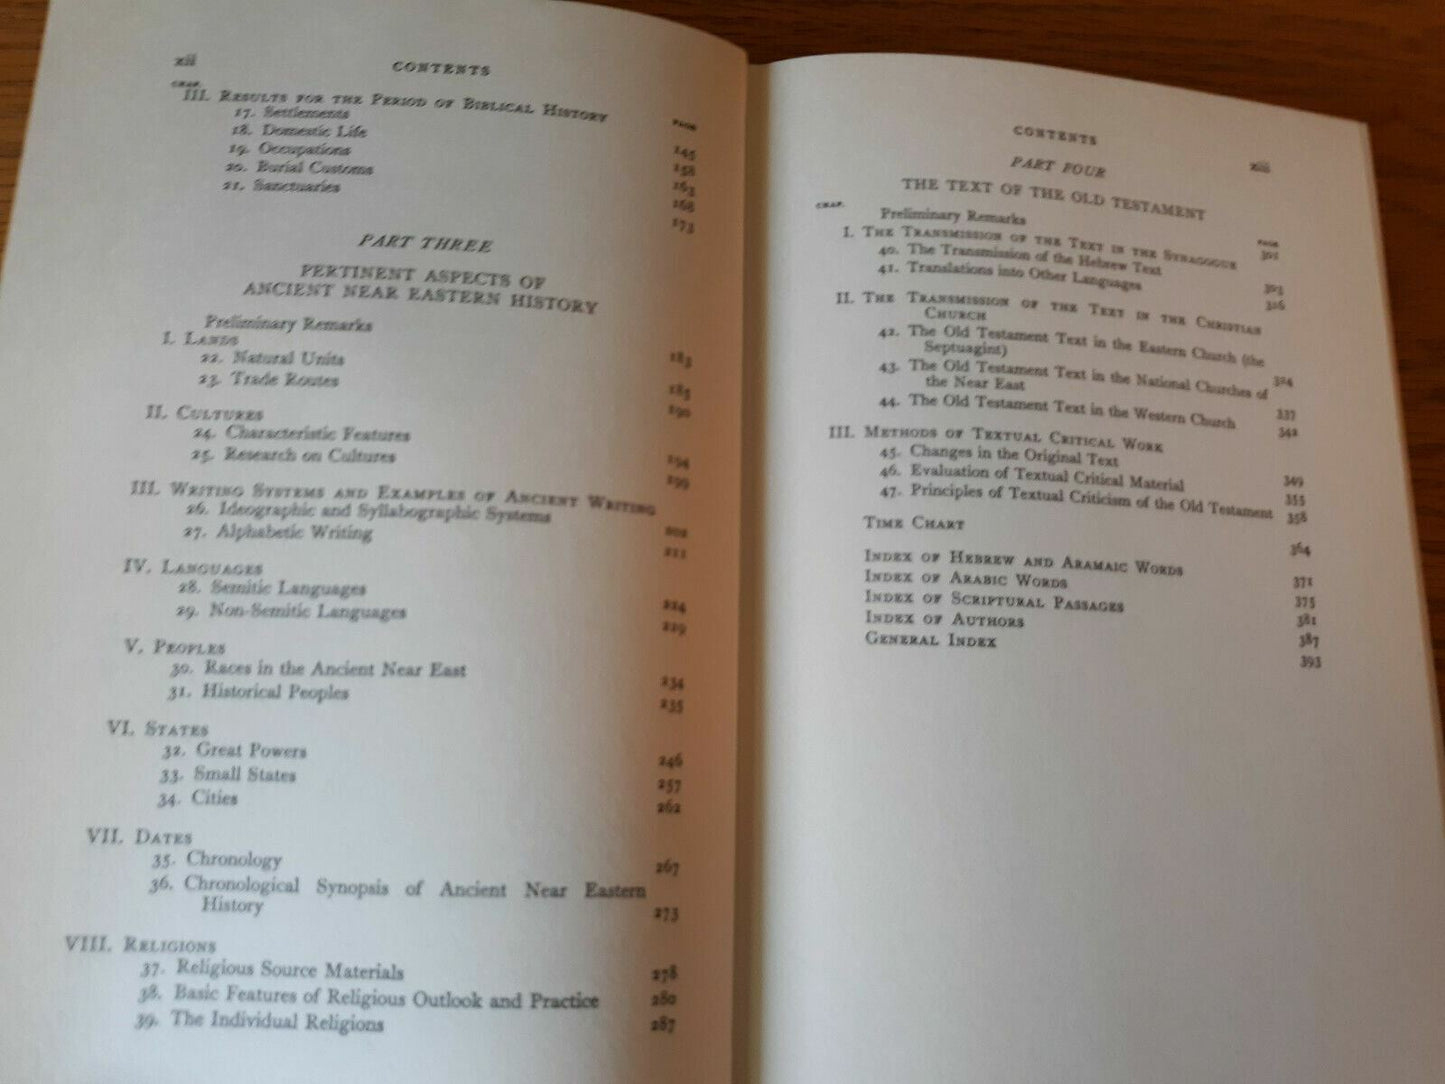 xii
CONTENTS
CHAP.
PAGE
III. RESULTS FOR THE PERIOD OF BIBLICAL HISTORY
17. Settlements 145
18. Domestic Life 158
19. Occupations 163
20. Burial Customs 168
21. Sanctuaries 173
PART THREE
PERTINENT ASPECTS OF
ANCIENT NEAR EASTERN HISTORY
Preliminary Remarks 183
I. LANDS
22. Natural Units 185
23. Trade Routes 190
II. CULTURES
24. Characteristic Features 194
25. Research on Cultures 199
III. WRITING SYSTEMS AND EXAMPLES OF ANCIENT WRITING
26. Ideographic and Syllabographic Systems 202
27. Alphabetic Writing 211
IV. LANGUAGES
28. Semitic Languages 224
29. Non-Semitic Languages 229
V. PEOPLES
30. Races in the Ancient Near East 234
31. Historical Peoples 235
VI. STATES
32. Great Powers 246
33. Small States 257
34. Cities 262
VII. DATES
35. Chronology 267
36. Chronological Synopsis of Ancient Near Eastern
History 273
VIII. RELIGIONS
37. Religious Source Materials 278
38. Basic Features of Religious Outlook and Practice 280
39. The Individual Religions 287
CONTENTS
xiii
PART FOUR
THE TEXT OF THE OLD TESTAMENT
CHAP.
PAGE
Preliminary Remarks 301
I. THE TRANSMISSION OF THE TEXT IN THE SYNAGOGUE
40. The Transmission of the Hebrew Text 303
41. Translations into Other Languages 316
II. THE TRANSMISSION OF THE TEXT IN THE CHRISTIAN
CHURCH
42. The Old Testament Text in the Eastern Church (the
Septuagint) 324
43. The Old Testament Text in the National Churches of
the Near East 337
44. The Old Testament Text in the Western Church 342
III. METHODS OF TEXTUAL CRITICAL WORK
45. Changes in the Original Text 349
46. Evaluation of Textual Critical Material 355
47. Principles of Textual Criticism of the Old Testament 358
TIME CHART 364
INDEX OF HEBREW AND ARAMAIC WORDS 371
INDEX OF ARABIC WORDS 375
INDEX OF SCRIPTURAL PASSAGES 381
INDEX OF AUTHORS 387
GENERAL INDEX 393